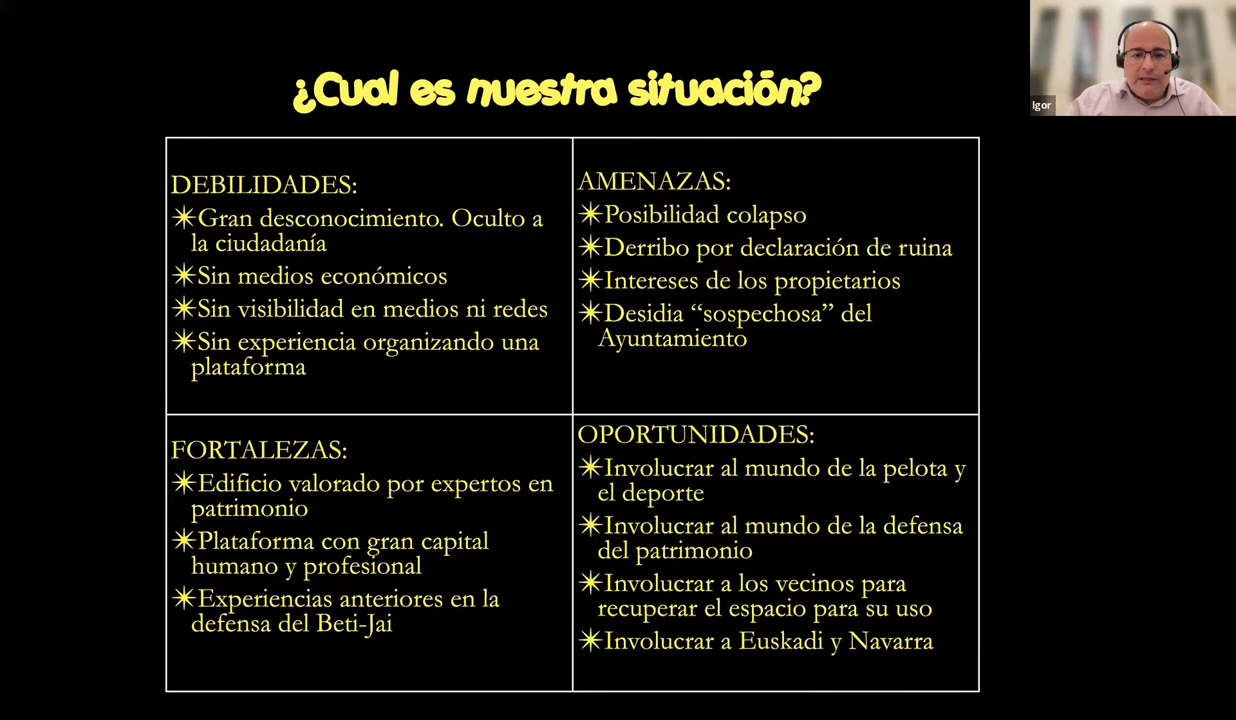 ¿Cual es nuestra situación?
DEBILIDADES:
Gran desconocimiento. Oculto a
la ciudadanía
Sin medios económicos
Sin visibilidad en medios ni redes
Sin experiencia organizando una
plataforma
AMENAZAS:
Posibilidad colapso
Derribo por declaración de ruina
Intereses de los propietarios
Desidia “sospechosa” del
Ayuntamiento
FORTALEZAS:
Edificio valorado por expertos en
patrimonio
Plataforma con gran capital
humano y profesional
Experiencias anteriores en la
defensa del Beti-Jai
OPORTUNIDADES:
Involucrar al mundo de la pelota y
el deporte
Involucrar al mundo de la defensa
del patrimonio
Involucrar a los vecinos para
recuperar el espacio para su uso
Involucrar a Euskadi y Navarra
Igor